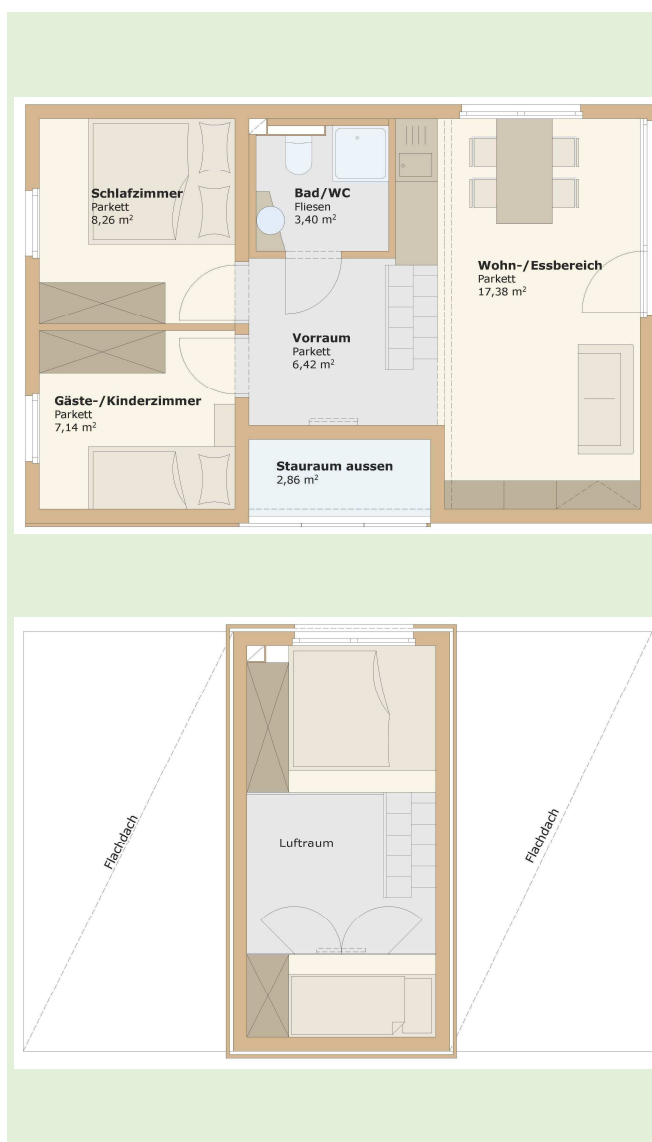 Schlafzimmer
Parkett
8,26 m²
Bad/WC
Fliesen
3,40 m²
Wohn-/Essbereich
Parkett
17,38 m²
Vorraum
Parkett
6,42 m²
Gäste-/Kinderzimmer
Parkett
7,14 m²
Stauraum aussen
2,86 m²
Flachdach
Luftraum
Flachdach